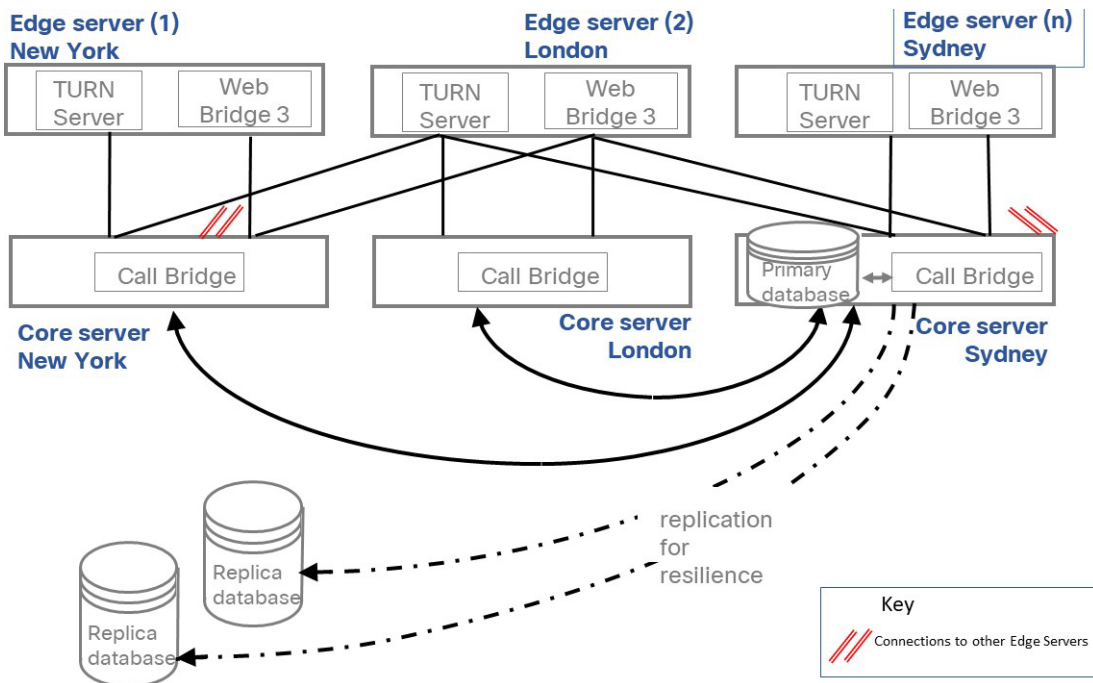 Edge server (1)
New York
Edge server (2)
London
Edge server (n)
Sydney
TURN
Server
Web
Bridge 3
TURN
Server
Web
Bridge 3
TURN
Server
Web
Bridge 3
Call Bridge
Call Bridge
Primary
database
Call Bridge
Core server
New York
Core server
London
Core server
Sydney
replication
for
resilience
Replica
database
Replica
database
Key
Connections to other Edge Servers